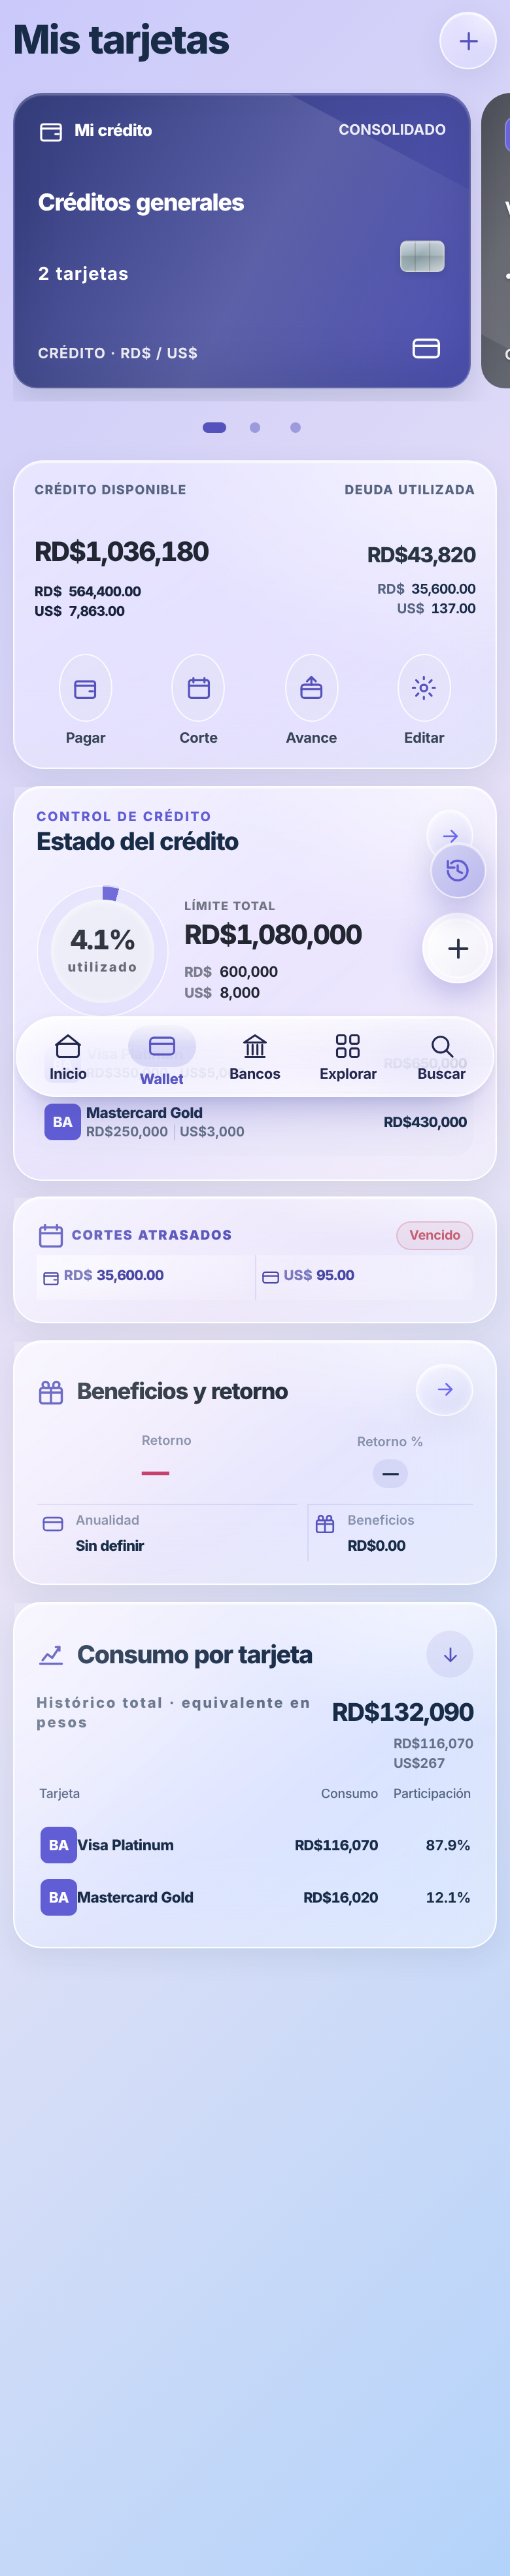 Mis tarjetas
Mi crédito
CONSOLIDADO
Créditos generales
2 tarjetas
CRÉDITO · RD$ / US$
CRÉDITO DISPONIBLE
DEUDA UTILIZADA
RD$1,036,180
RD$43,820
RD$ 564,400.00
RD$ 35,600.00
US$ 7,863.00
US$ 137.00
Pagar
Corte
Avance
Editar
CONTROL DE CRÉDITO
Estado del crédito
4.1%
utilizado
LÍMITE TOTAL
RD$1,080,000
RD$ 600,000
US$ 8,000
RD$650,000
Inicio
Wallet
Bancos
Explorar
Buscar
BA
Mastercard Gold
RD$250,000 | US$3,000
RD$430,000
CORTES ATRASADOS
Vencido
RD$ 35,600.00
US$ 95.00
Beneficios y retorno
Retorno
Retorno %
—
—
Anualidad
Sin definir
Beneficios
RD$0.00
Consumo por tarjeta
Histórico total · equivalente en
pesos
RD$132,090
RD$116,070
US$267
Tarjeta
Consumo
Participación
BA
Visa Platinum
RD$116,070
87.9%
BA
Mastercard Gold
RD$16,020
12.1%